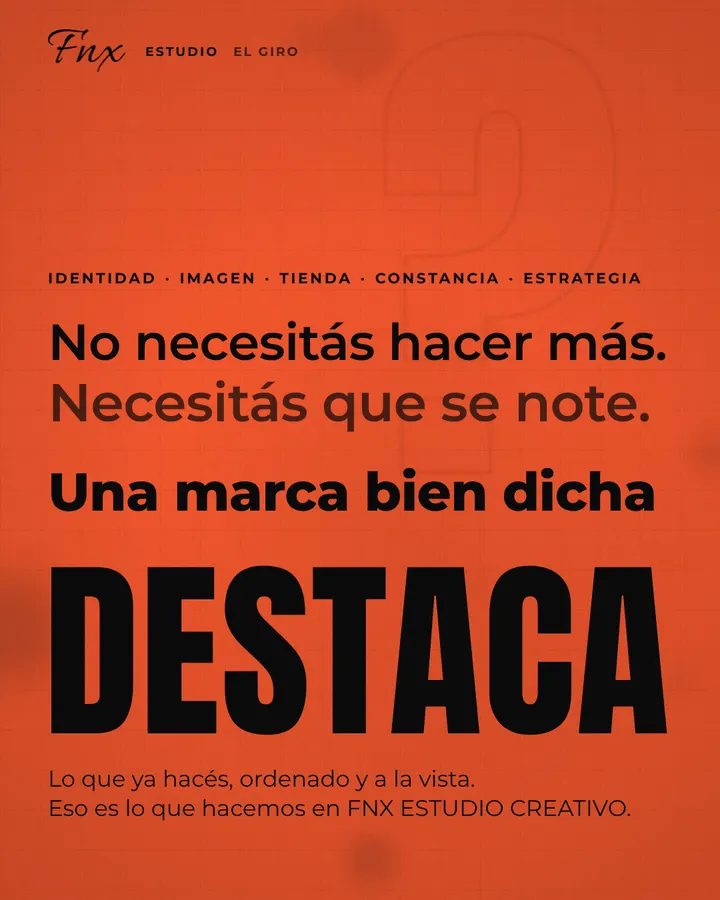 Fnx ESTUDIO EL GIRO
?
IDENTIDAD · IMAGEN · TIENDA · CONSTANCIA · ESTRATEGIA
No necesitás hacer más.
Necesitás que se note.
Una marca bien dicha
DESTACA
Lo que ya hacés, ordenado y a la vista.
Eso es lo que hacemos en FNX ESTUDIO CREATIVO.